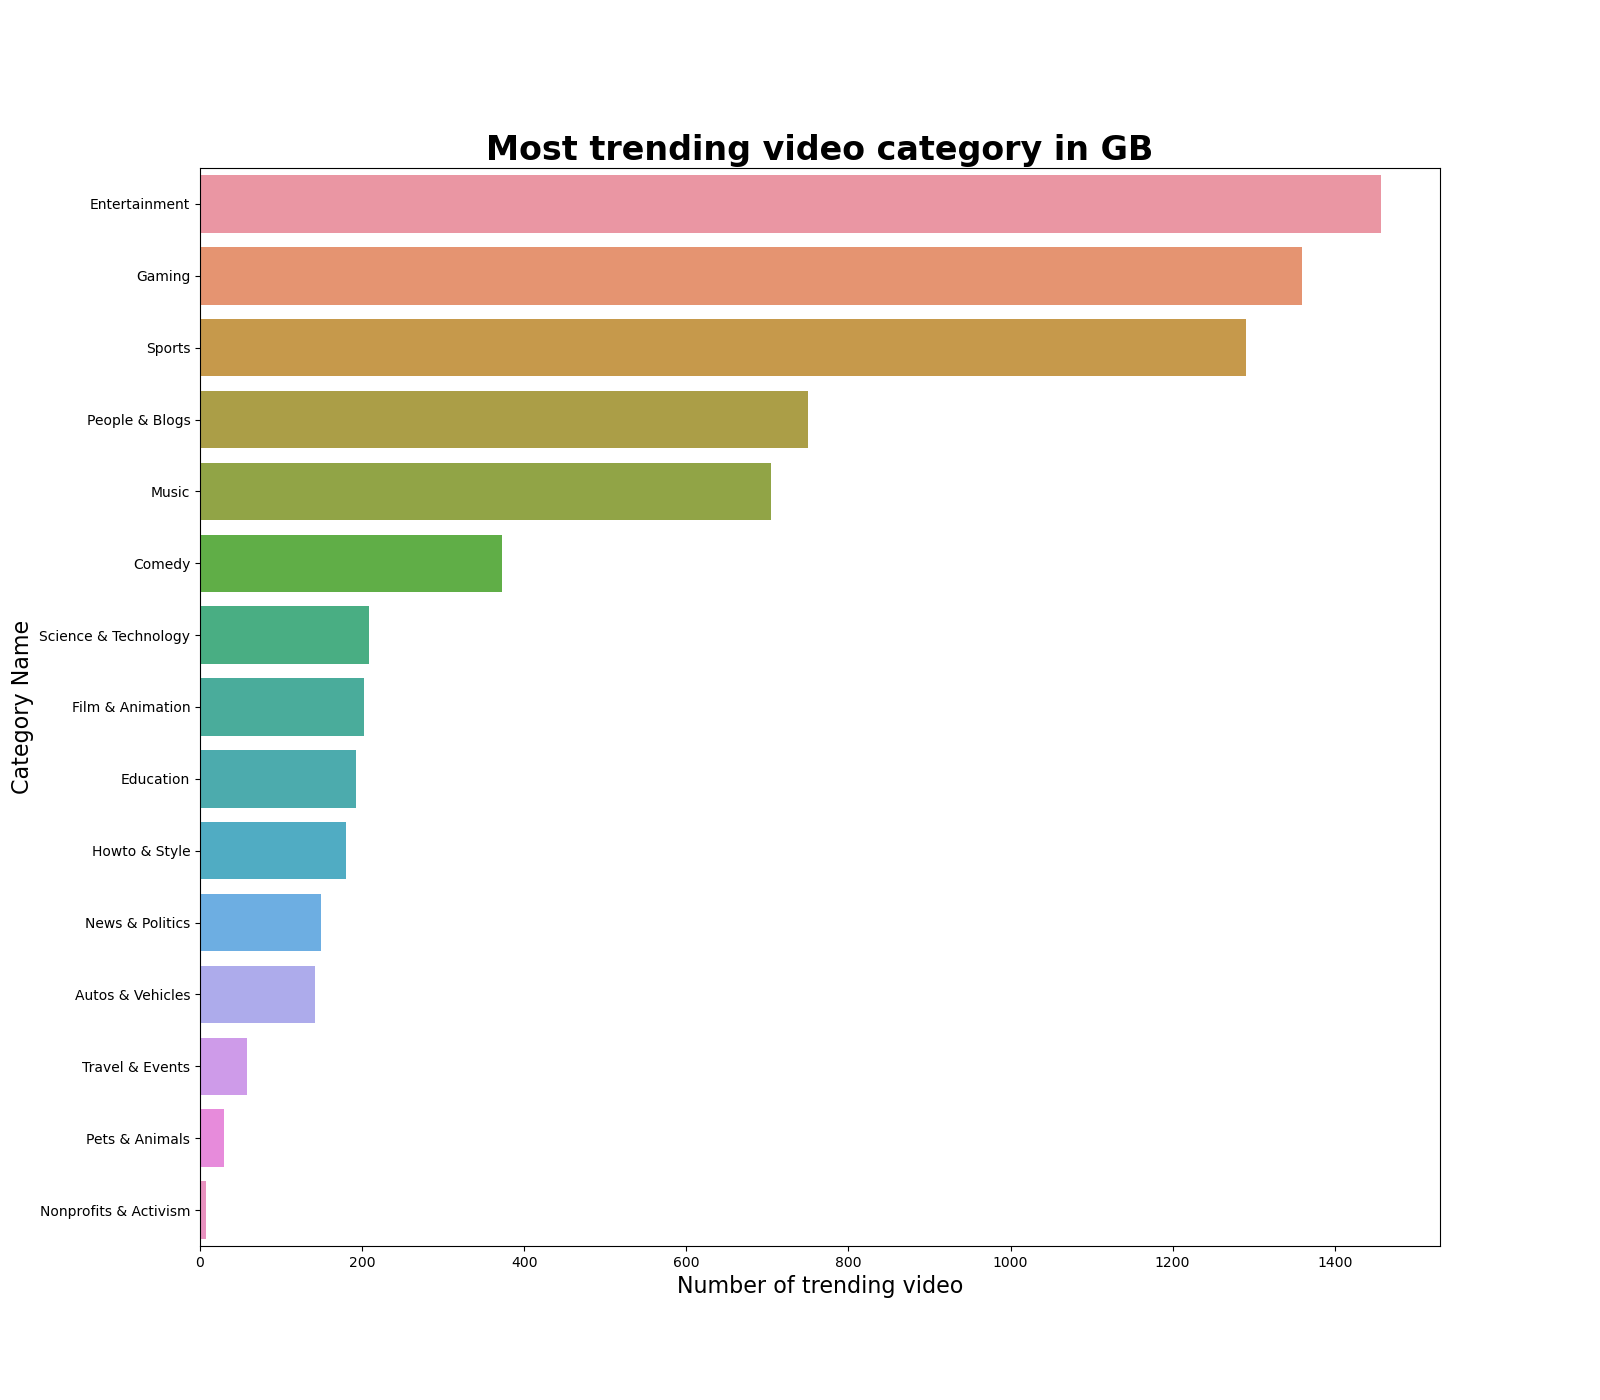 Most trending video category in GB
Entertainment
Gaming
Sports
People & Blogs
Music
Comedy
Science & Technology
Film & Animation
Education
Howto & Style
News & Politics
Autos & Vehicles
Travel & Events
Pets & Animals
Nonprofits & Activism
Category Name
0 200 400 600 800 1000 1200 1400
Number of trending video